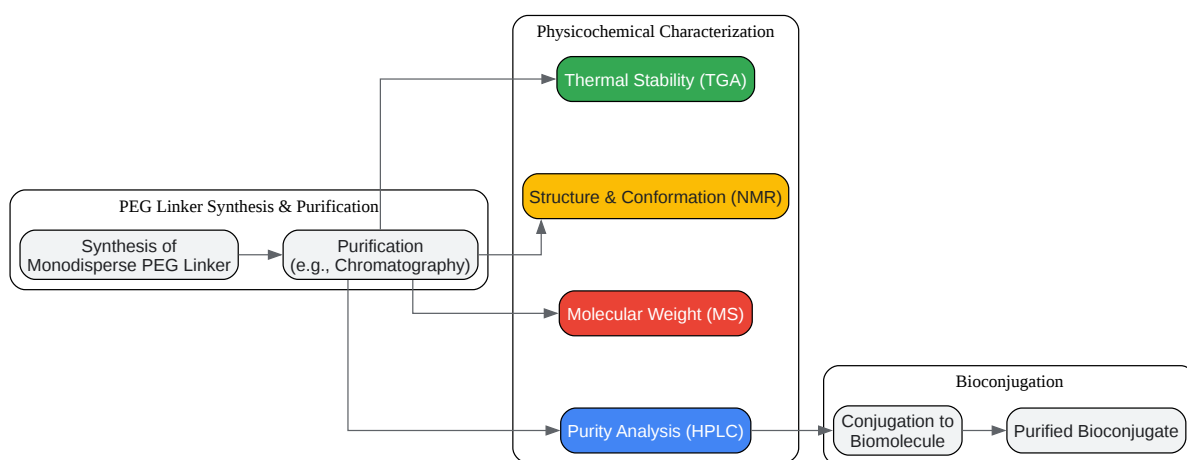 Physicochemical Characterization
Thermal Stability (TGA)
Structure & Conformation (NMR)
PEG Linker Synthesis & Purification
Synthesis of
Monodisperse PEG Linker
Purification
(e.g., Chromatography)
Molecular Weight (MS)
Purity Analysis (HPLC)
Bioconjugation
Conjugation to
Biomolecule
Purified Bioconjugate